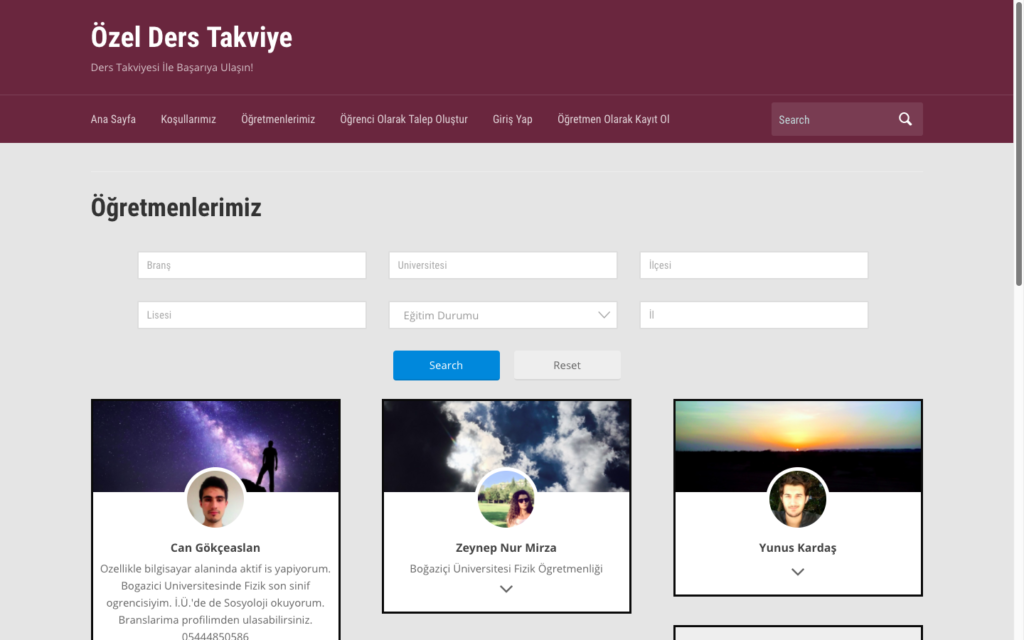 Özel Ders Takviye
Ders Takviyesi İle Başarıya Ulaşın!
Ana Sayfa
Koşullarımız
Öğretmenlerimiz
Öğrenci Olarak Talep Oluştur
Giriş Yap
Öğretmen Olarak Kayıt Ol
Search
Öğretmenlerimiz
Branş
Universitesi
İlçesi
Lisesi
Eğitim Durumu
İl
Search
Reset
Can Gökçeaslan
Ozellikle bilgisayar alaninda aktif is yapiyorum.
Bogazici Universitesinde Fizik son sinif
ogrencisiyim. İ.Ü.'de de Sosyoloji okuyorum.
Branslarima profilimden ulasabilirsiniz.
05444850586
Zeynep Nur Mirza
Boğaziçi Üniversitesi Fizik Ögretmenliği
Yunus Kardaş